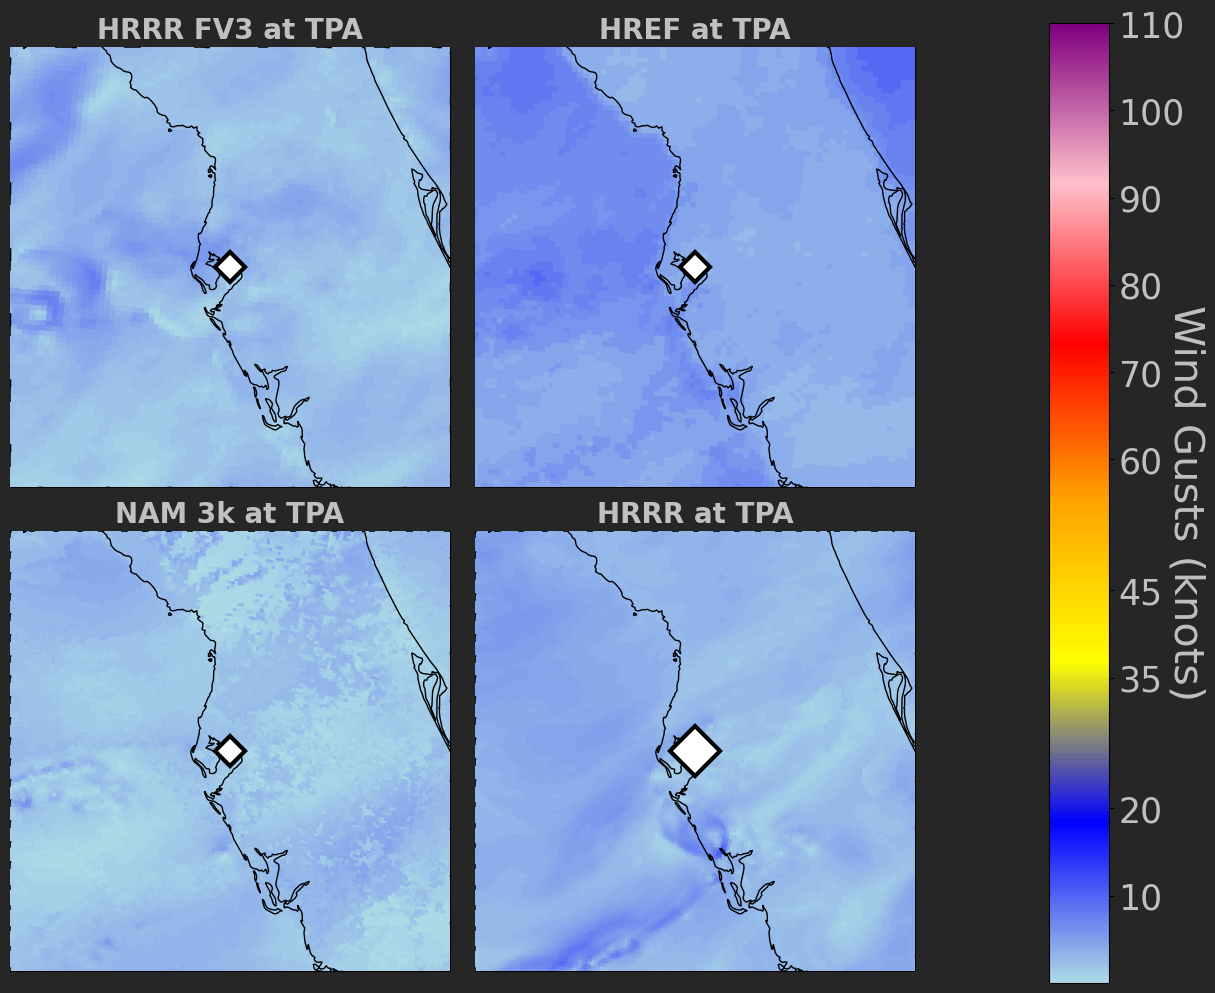 HRRR FV3 at TPA
HREF at TPA
NAM 3k at TPA
HRRR at TPA
110
100
90
80
70
60
45
35
20
10
Wind Gusts (knots)